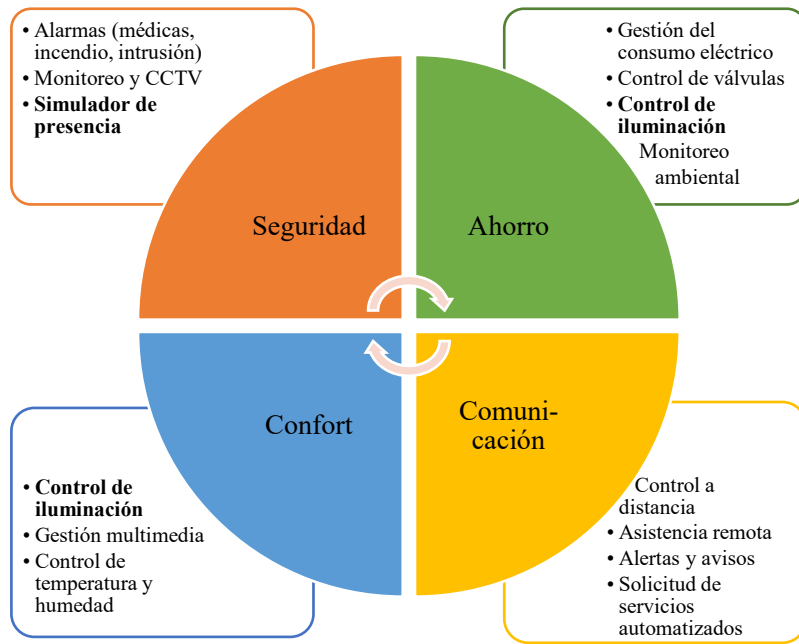 • Alarmas (médicas,
incendio, intrusión)
• Monitoreo y CCTV
• Simulador de
presencia
• Gestión del
consumo eléctrico
• Control de válvulas
• Control de
iluminación
Monitoreo
ambiental
Seguridad
Ahorro
Confort
Comuni-
cación
• Control de
iluminación
• Gestión multimedia
• Control de
temperatura y
humedad
Control a
distancia
• Asistencia remota
• Alertas y avisos
• Solicitud de
servicios
automatizados